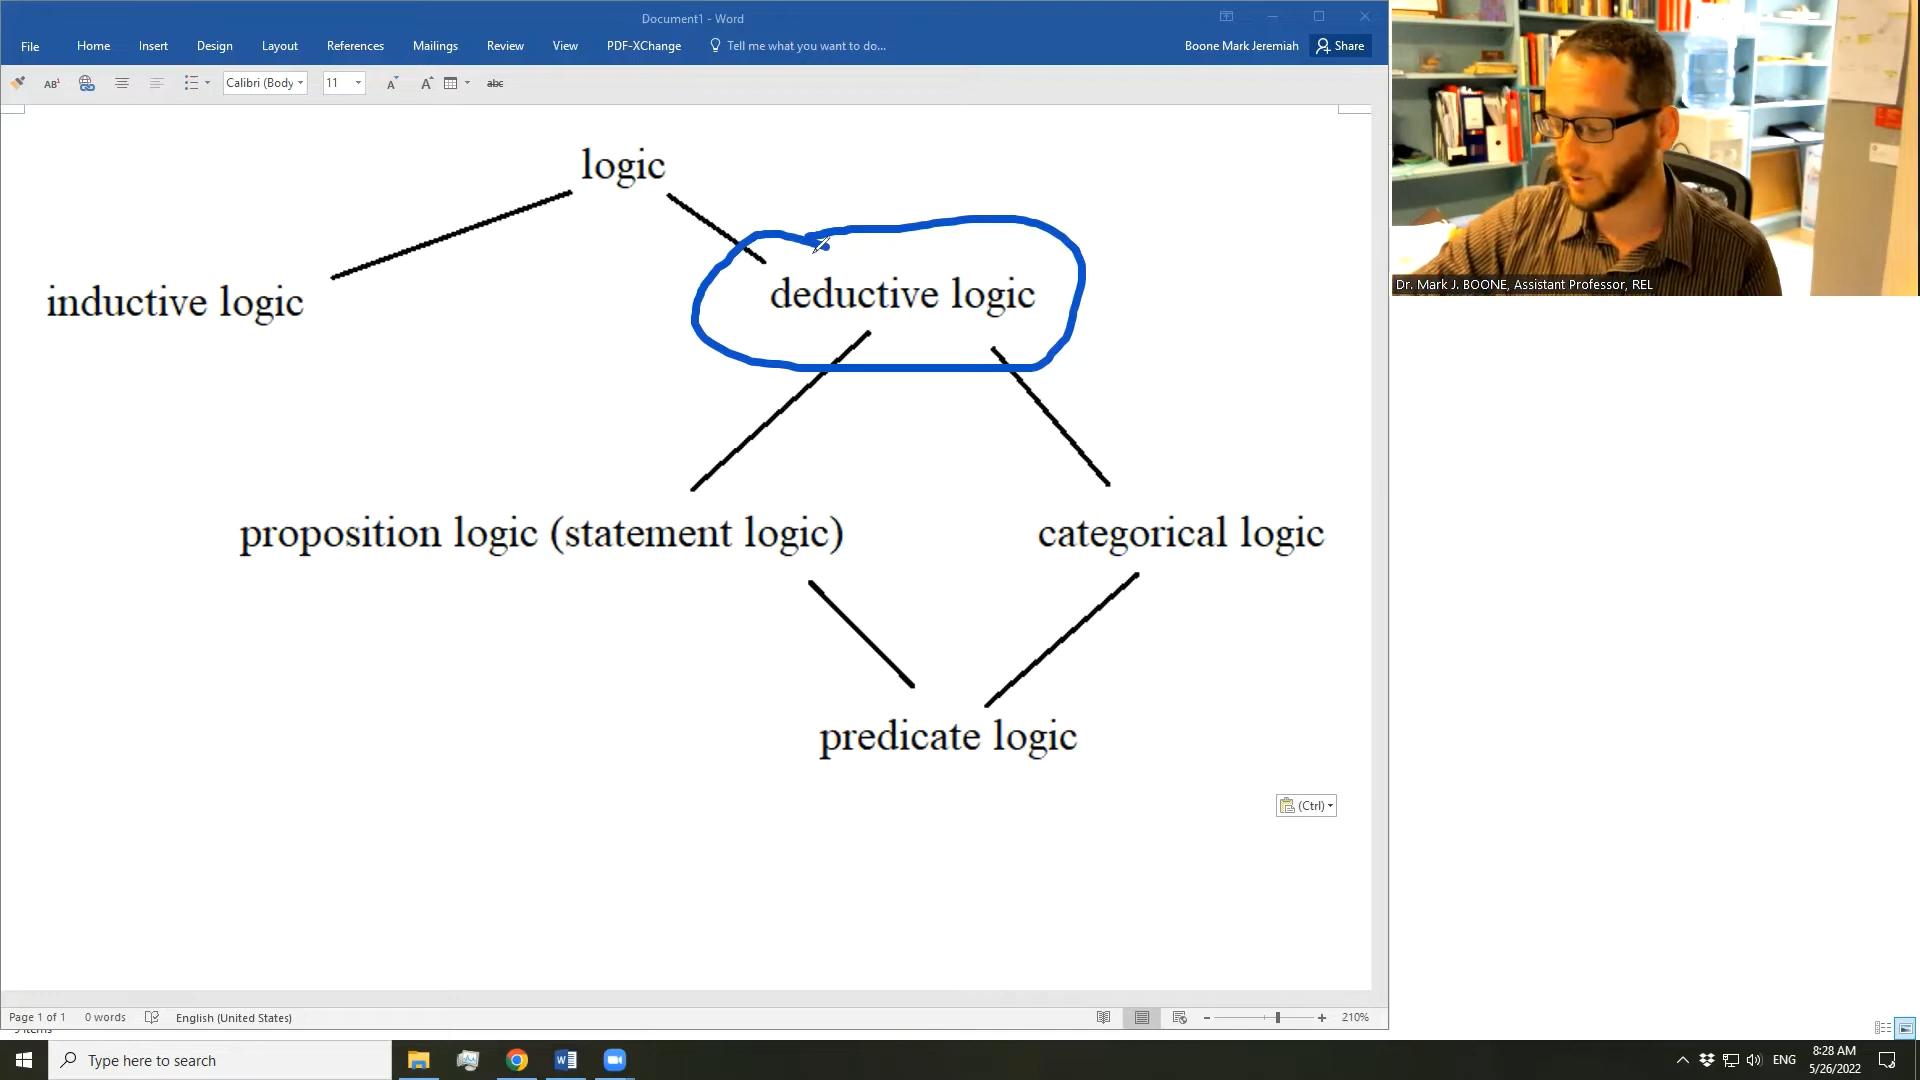 Document1 - Word
File Home Insert Design Layout References Mailings Review View PDF-XChange Tell me what you want to do... Boone Mark Jeremiah Share
AB¹ Calibri (Body 11 A A abc
logic
inductive logic
deductive logic
proposition logic (statement logic)
categorical logic
predicate logic
(Ctrl)
Dr. Mark J. BOONE, Assistant Professor, REL
Page 1 of 1 0 words English (United States) 210%
Type here to search
ENG
8:28 AM
5/26/2022